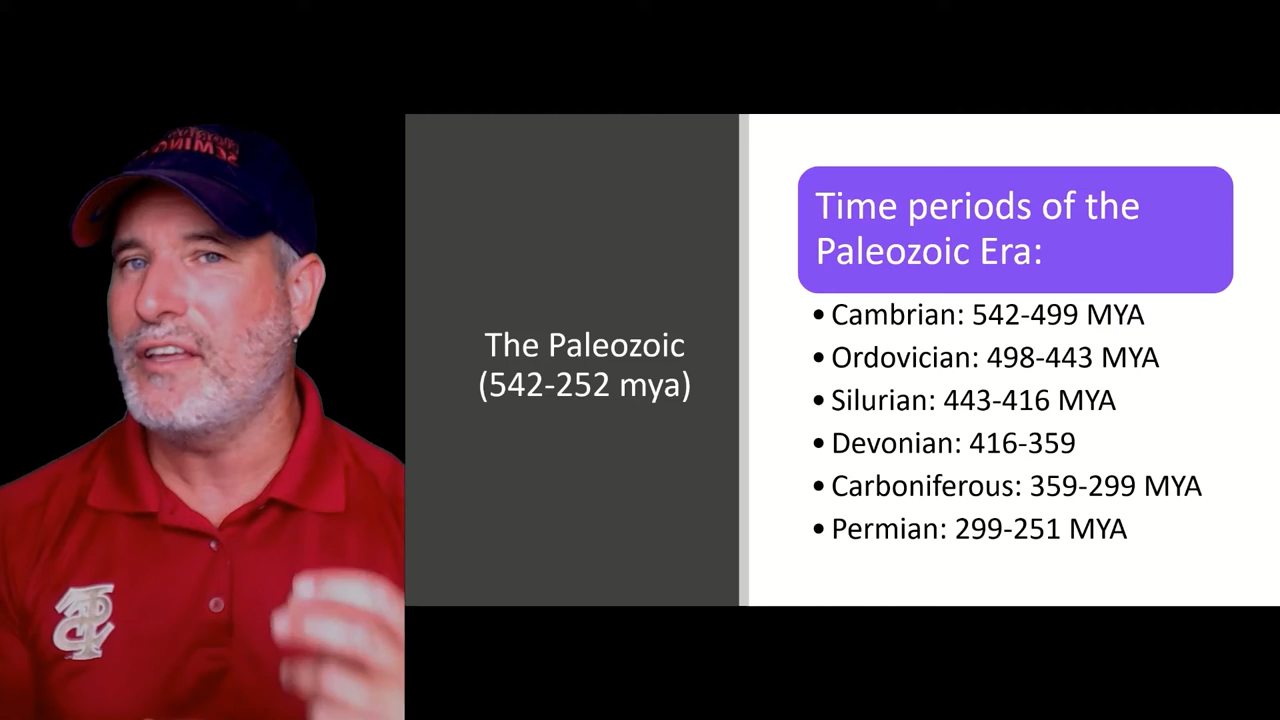 The Paleozoic
(542-252 mya)
Time periods of the
Paleozoic Era:
• Cambrian: 542-499 MYA
• Ordovician: 498-443 MYA
• Silurian: 443-416 MYA
• Devonian: 416-359
• Carboniferous: 359-299 MYA
• Permian: 299-251 MYA